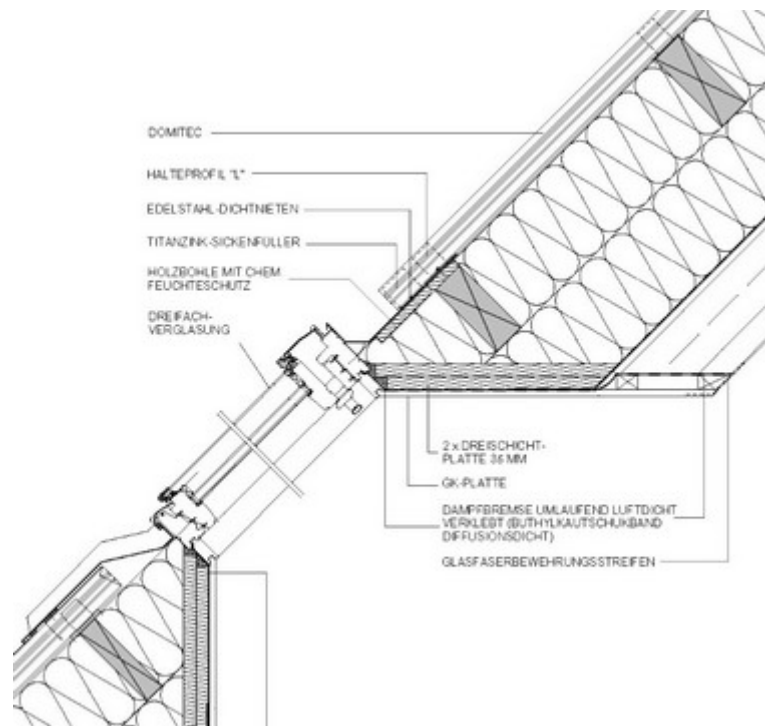 DOMITEC
HALTEPROFIL "L"
EDELSTAHL-DICHTNIETEN
TITANZINK-SICKENFÜLLER
HOLZBOHLE MIT CHEM
FEUCHTESCHUTZ
DREIFACH-
VERGLASUNG
2 x DREISCHICHT-
PLATTE 35 MM
GK-PLATTE
DAMPFBREMSE UMLAUFEND LUFTDICHT
VERKLEBT (BUTHYLKAUTSCHUKBAND
DIFFUSIONSDICHT)
GLASFASERBEWEHRUNGSSTREIFEN